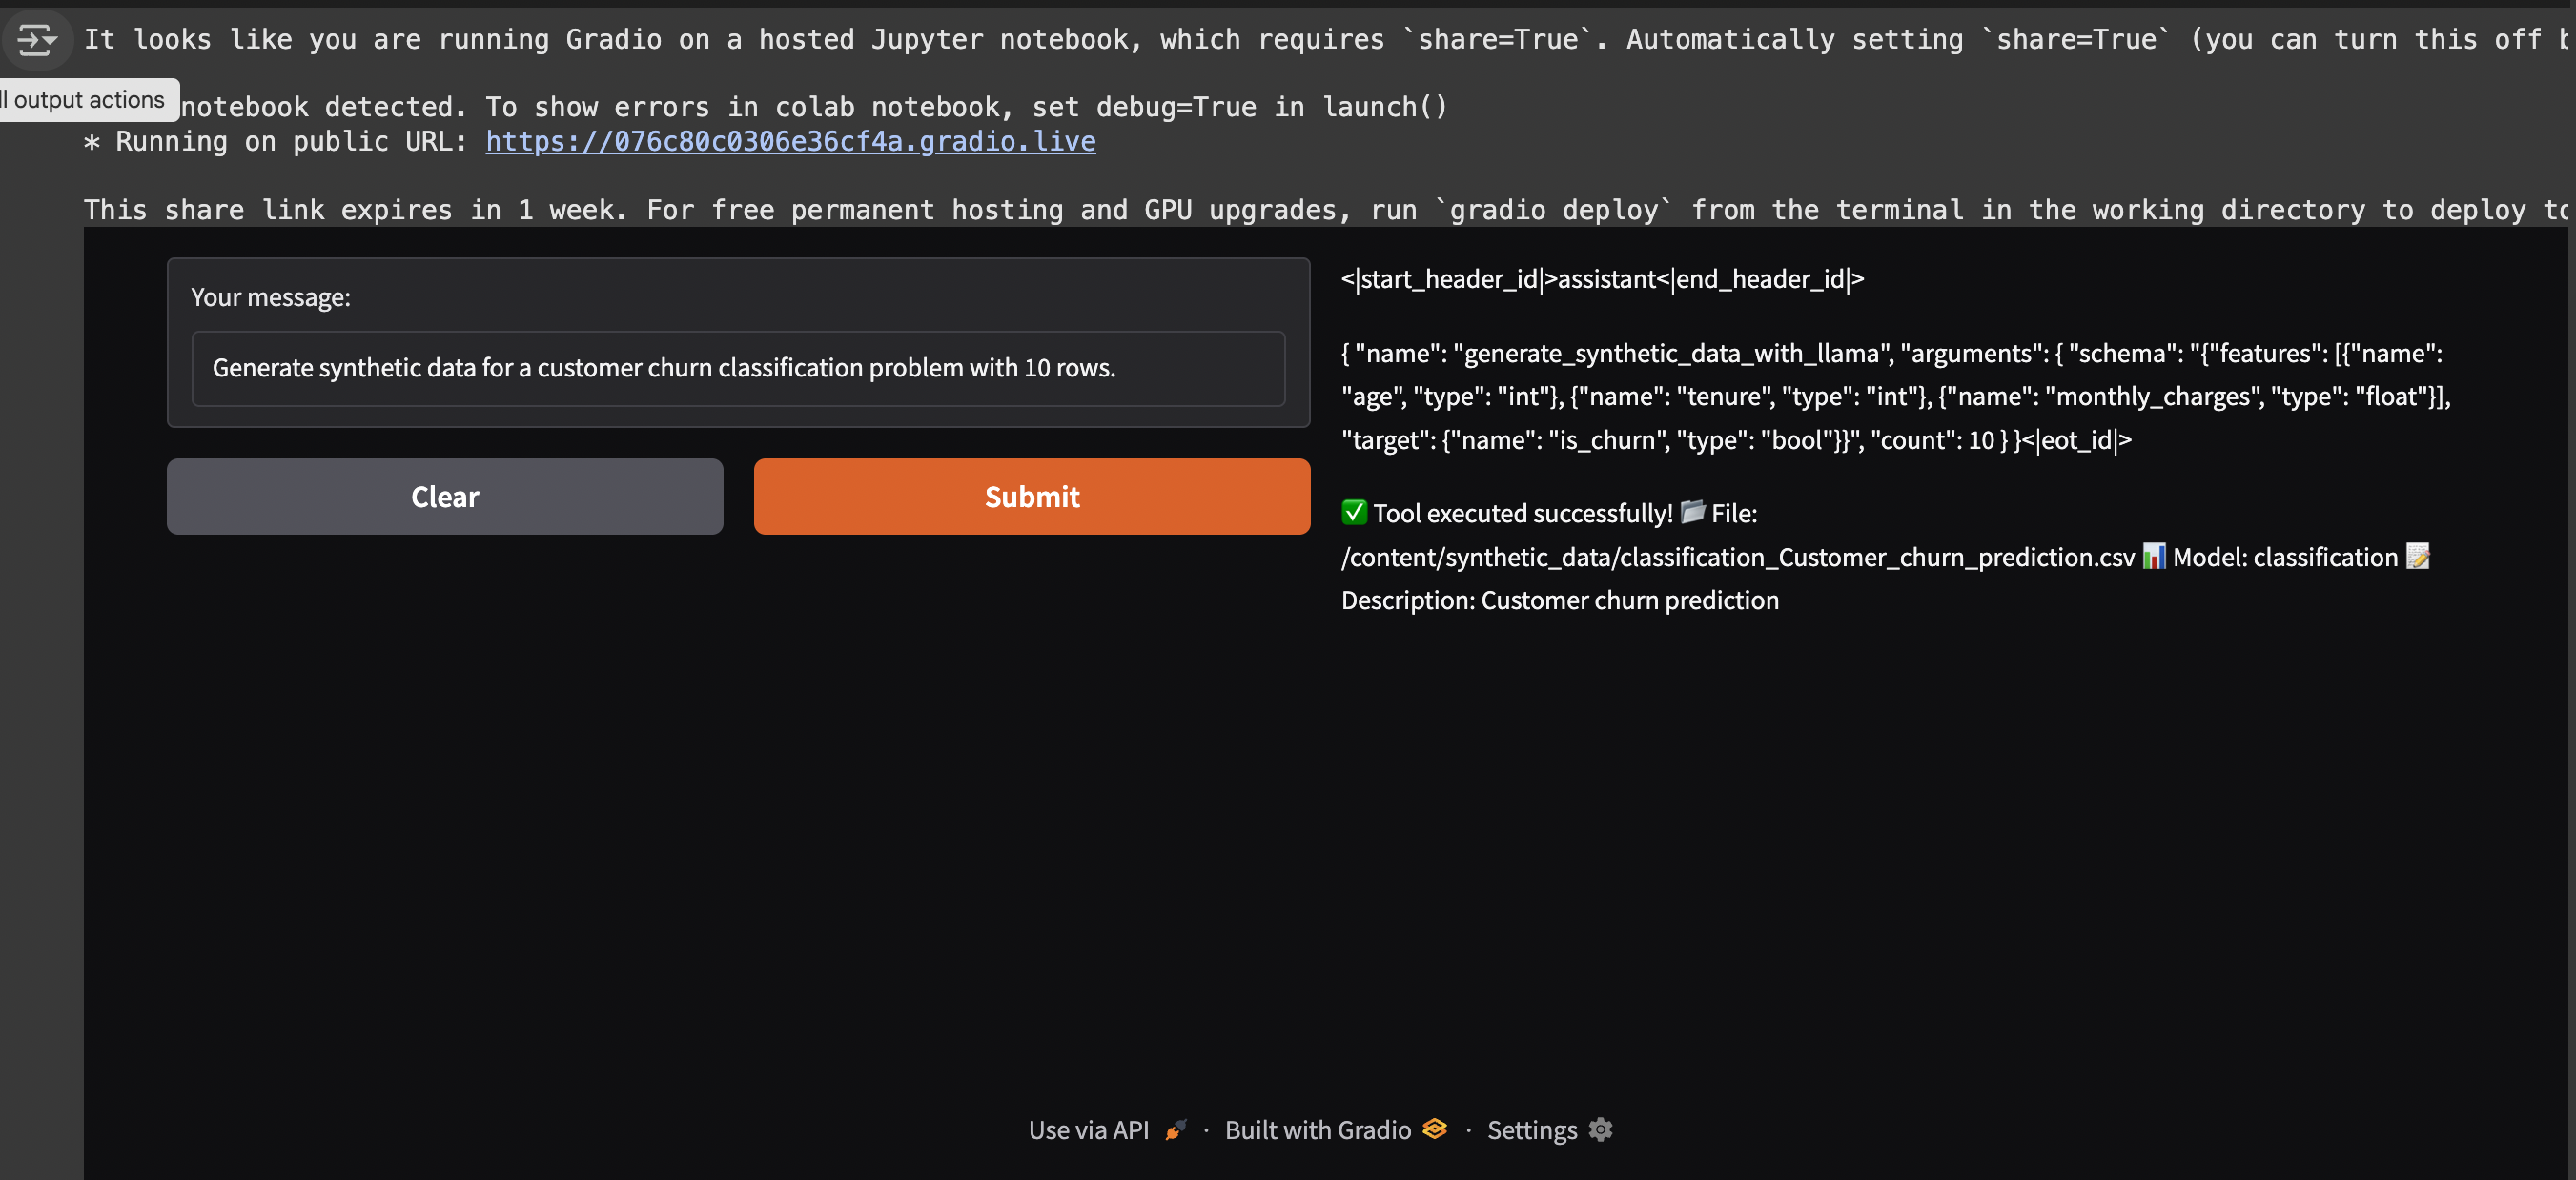 It looks like you are running Gradio on a hosted Jupyter notebook, which requires `share=True`. Automatically setting `share=True` (you can turn this off
ll output actions
notebook detected. To show errors in colab notebook, set debug=True in launch()
* Running on public URL: https://076c80c0306e36cf4a.gradio.live
This share link expires in 1 week. For free permanent hosting and GPU upgrades, run `gradio deploy` from the terminal in the working directory to deploy
Your message:
Generate synthetic data for a customer churn classification problem with 10 rows.
Clear
Submit
<|start_header_id|>assistant<|end_header_id|>
{ "name": "generate_synthetic_data_with_llama", "arguments": { "schema": "{"features": [{"name":
"age", "type": "int"}, {"name": "tenure", "type": "int"}, {"name": "monthly_charges", "type": "float"}],
"target": {"name": "is_churn", "type": "bool"}}", "count": 10 } }<|eot_id|>
✅ Tool executed successfully! 📂 File:
/content/synthetic_data/classification_Customer_churn_prediction.csv 📊 Model: classification 📝
Description: Customer churn prediction
Use via API 🚀 · Built with Gradio · Settings ⚙️